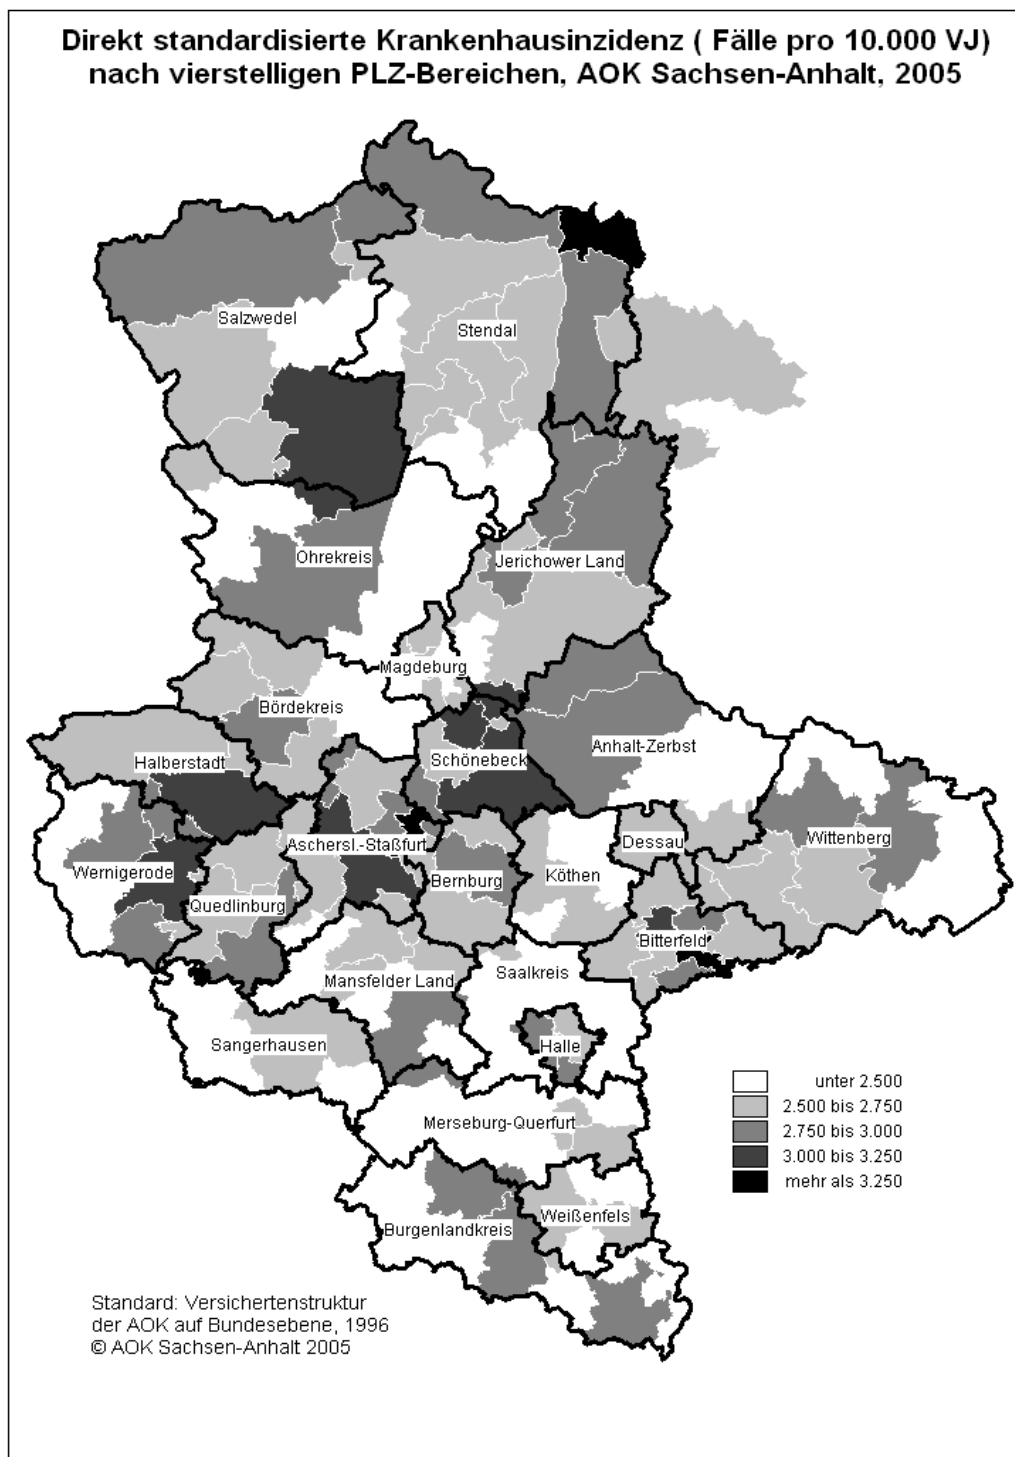 Direkt standardisierte Krankenhausinzidenz ( Fälle pro 10.000 VJ)
nach vierstelligen PLZ-Bereichen, AOK Sachsen-Anhalt, 2005
Salzwedel
Stendal
Ohrekreis
Jerichower Land
Magdeburg
Bördekreis
Anhalt-Zerbst
Schönebeck
Halberstadt
Wittenberg
Dessau
Aschersl.-Staßfurt
Wernigerode
Köthen
Bernburg
Quedlinburg
Bitterfeld
Saalkreis
Mansfelder Land
Sangerhausen
Halle
Merseburg-Querfurt
Weißenfels
Burgenlandkreis
unter 2.500
2.500 bis 2.750
2.750 bis 3.000
3.000 bis 3.250
mehr als 3.250
Standard: Versichertenstruktur
der AOK auf Bundesebene, 1996
© AOK Sachsen-Anhalt 2005